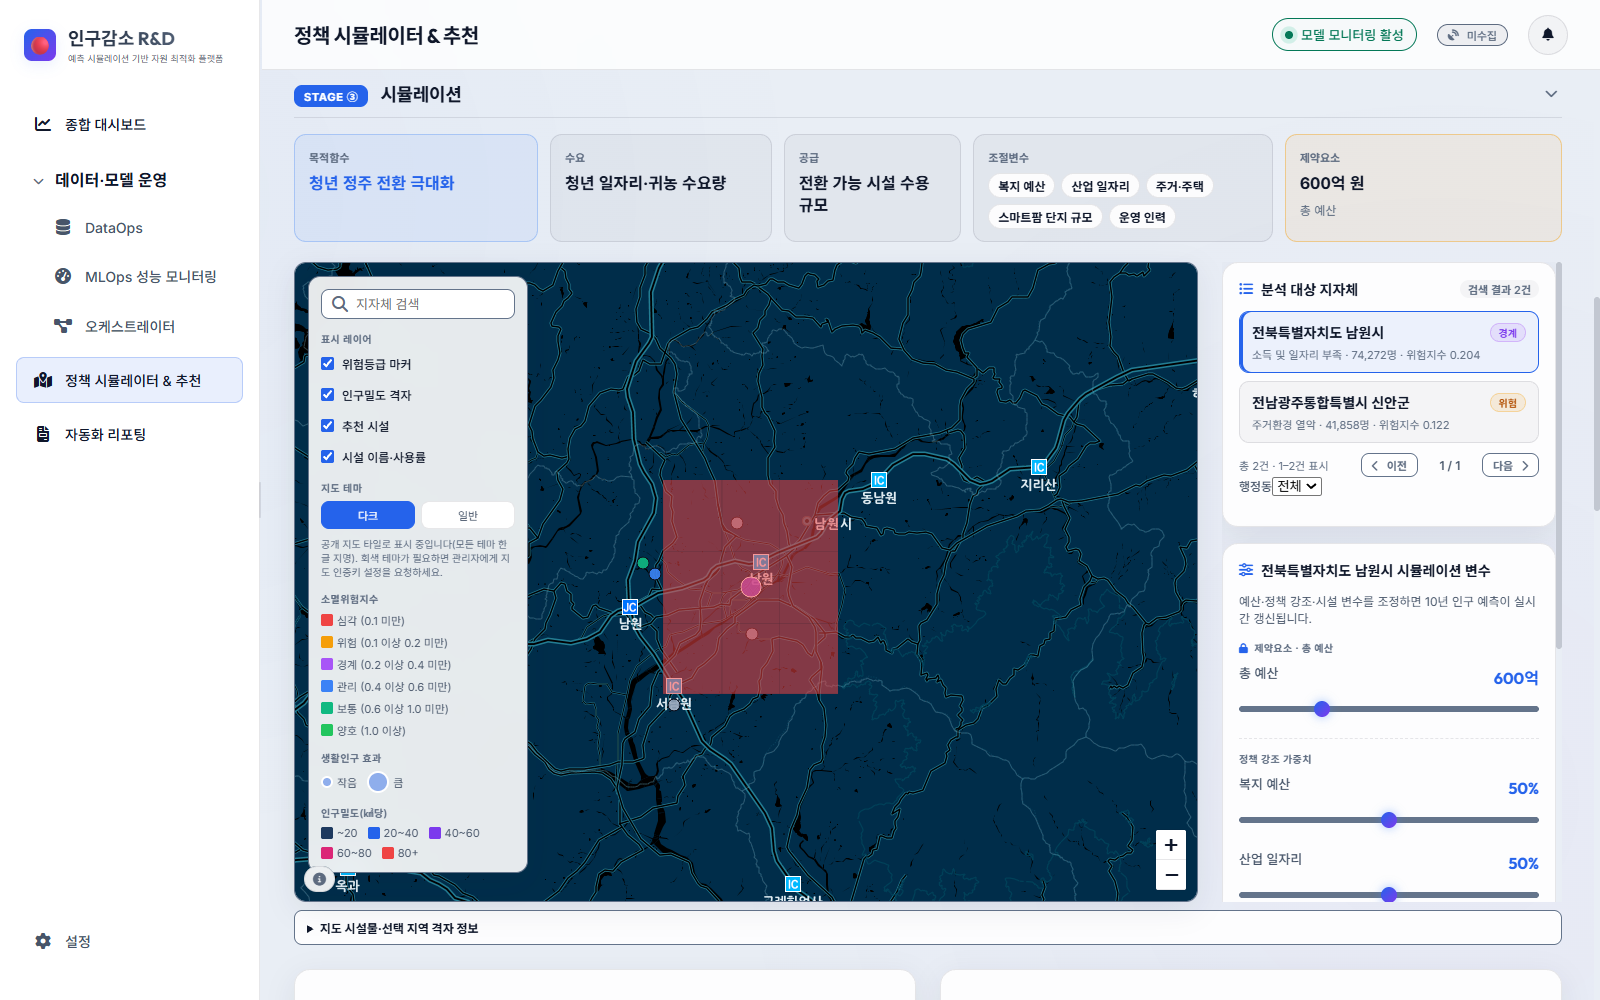 인구감소 R&D
예측 시뮬레이션 기반 자원 최적화 플랫폼
종합 대시보드
데이터·모델 운영
DataOps
MLOps 성능 모니터링
오케스트레이터
정책 시뮬레이터 & 추천
자동화 리포팅
설정
정책 시뮬레이터 & 추천
모델 모니터링 활성
미수집
STAGE ③ 시뮬레이션
목적함수
청년 정주 전환 극대화
수요
청년 일자리·귀농 수요량
공급
전환 가능 시설 수용
규모
조절변수
복지 예산 산업 일자리 주거·주택
스마트팜 단지 규모 운영 인력
제약요소
600억 원
총 예산
지자체 검색
표시 레이어
위험등급 마커
인구밀도 격자
추천 시설
시설 이름·사용률
지도 테마
다크 일반
공개 지도 타일로 표시 중입니다(모든 테마 한
글 지명). 회색 테마가 필요하면 관리자에게 지
도 인증키 설정을 요청하세요.
소멸위험지수
심각 (0.1 미만)
위험 (0.1 이상 0.2 미만)
경계 (0.2 이상 0.4 미만)
관리 (0.4 이상 0.6 미만)
보통 (0.6 이상 1.0 미만)
양호 (1.0 이상)
생활인구 효과
작음 큼
인구밀도(㎢당)
~20 20~40 40~60
60~80 80+
IC
지리산
IC
동남원
남원시
IC
남원
JC
남원
IC
서남원
옥과
IC
+
−
분석 대상 지자체
검색 결과 2건
전북특별자치도 남원시
경계
소득 및 일자리 부족 · 74,272명 · 위험지수 0.204
전남광주통합특별시 신안군
위험
주거환경 열악 · 41,858명 · 위험지수 0.122
총 2건 · 1–2건 표시
이전 1 / 1 다음
행정동 전체
전북특별자치도 남원시 시뮬레이션 변수
예산·정책 강조·시설 변수를 조정하면 10년 인구 예측이 실시
간 갱신됩니다.
제약요소 · 총 예산
총 예산
600억
정책 강조 가중치
복지 예산
50%
산업 일자리
50%
지도 시설물·선택 지역 격자 정보